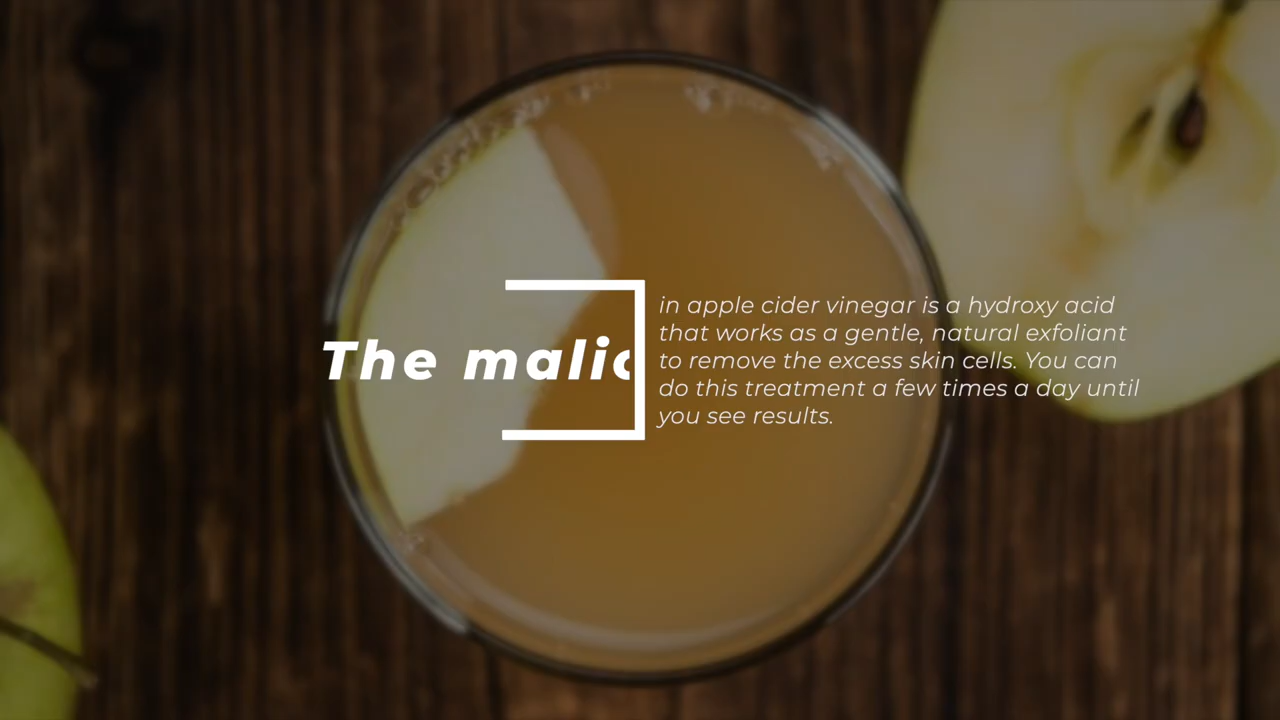 The malic
in apple cider vinegar is a hydroxy acid
that works as a gentle, natural exfoliant
to remove the excess skin cells. You can
do this treatment a few times a day until
you see results.